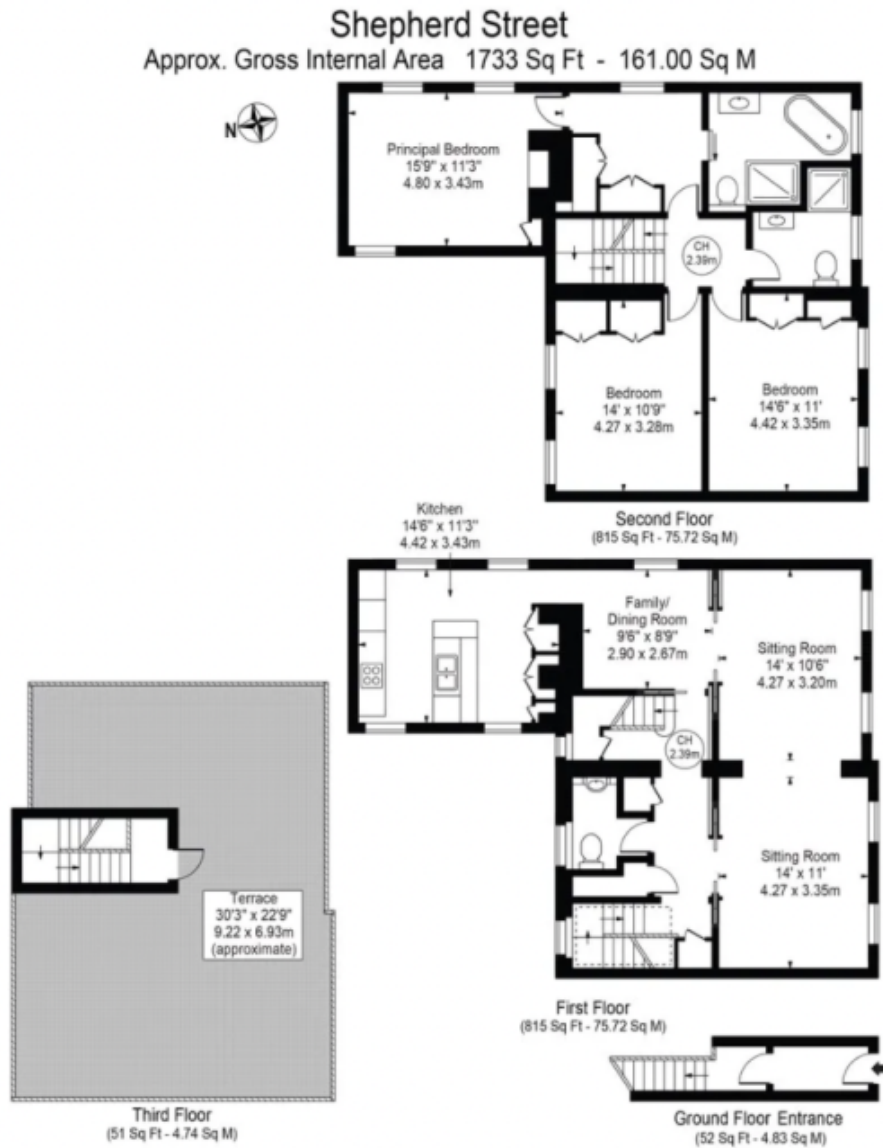 Shepherd Street
Approx. Gross Internal Area 1733 Sq Ft - 161.00 Sq M
N
Principal Bedroom
15'9" x 11'3"
4.80 x 3.43m
CH
2.39m
Bedroom
14' x 10'9"
4.27 x 3.28m
Bedroom
14'6" x 11'
4.42 x 3.35m
Second Floor
(815 Sq Ft - 75.72 Sq M)
Kitchen
14'6" x 11'3"
4.42 x 3.43m
Family/
Dining Room
9'6" x 8'9"
2.90 x 2.67m
Sitting Room
14' x 10'6"
4.27 x 3.20m
CH
2.39m
Sitting Room
14' x 11'
4.27 x 3.35m
First Floor
(815 Sq Ft - 75.72 Sq M)
Terrace
30'3" x 22'9"
9.22 x 6.93m
(approximate)
Third Floor
(51 Sq Ft - 4.74 Sq M)
Ground Floor Entrance
(52 Sq Ft - 4.83 Sq M)